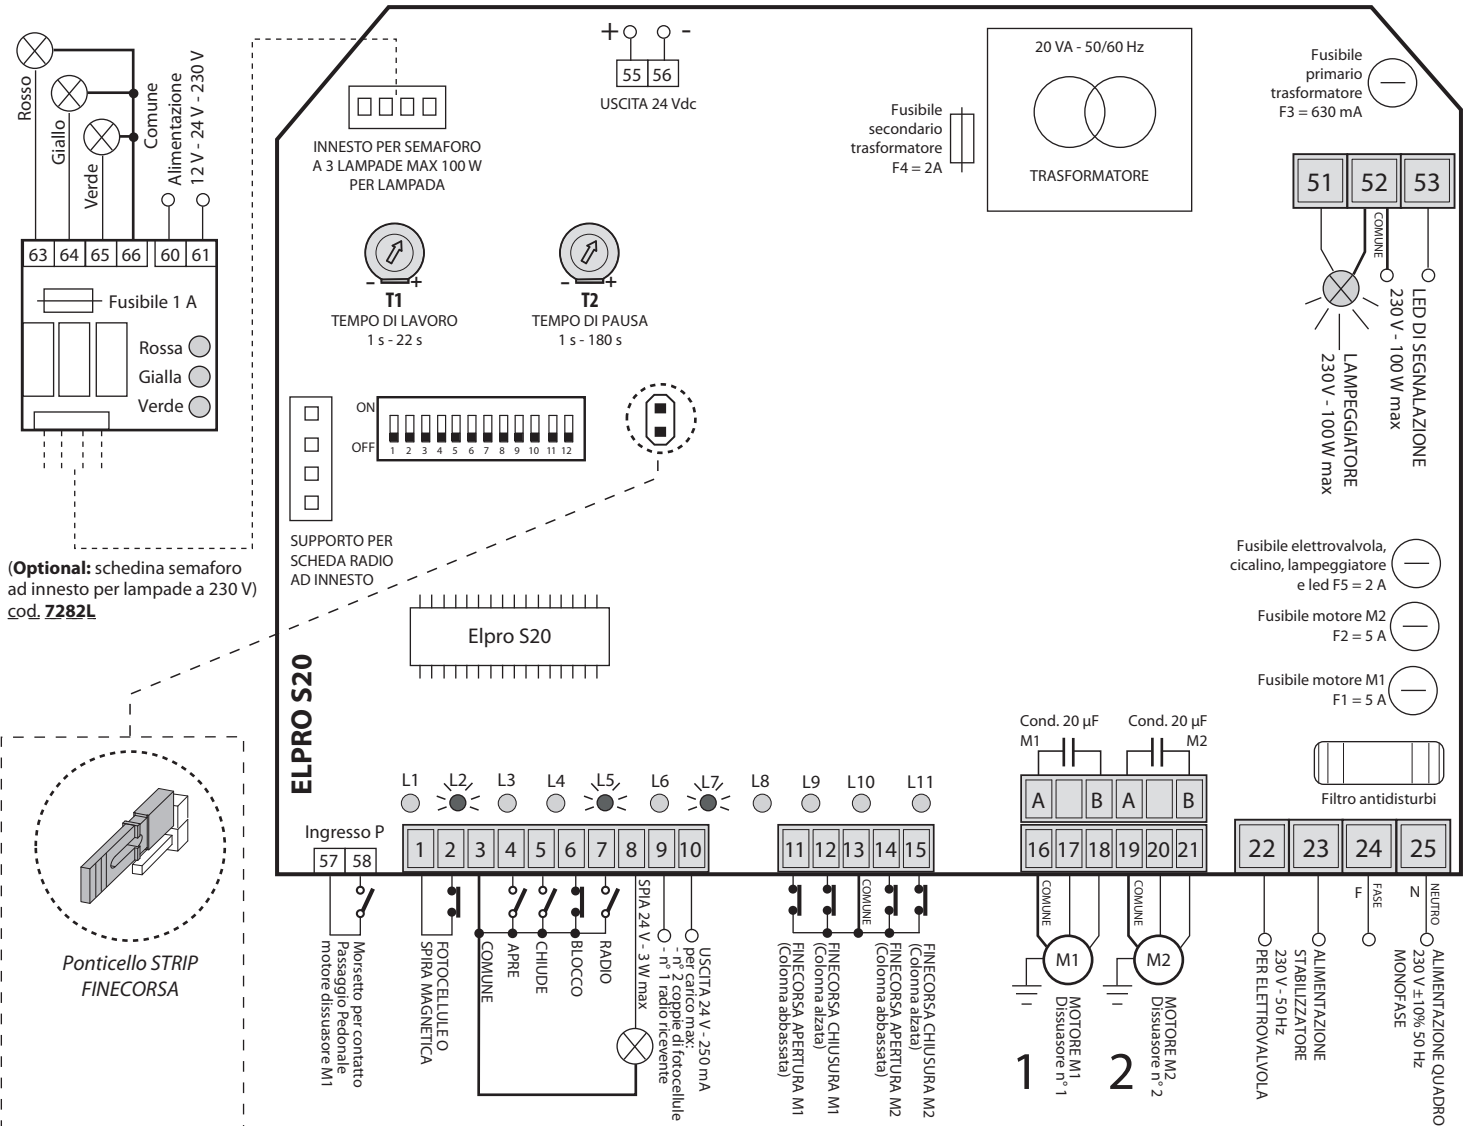 Rosso
Giallo
Verde
Comune
Alimentazione
12 V - 24 V - 230 V
63 64 65 66 60 61
Fusibile 1 A
Rossa
Gialla
Verde
(Optional: schedina semaforo
ad innesto per lampade a 230 V)
cod. 7282L
Ponticello STRIP
FINECORSA
INNESTO PER SEMAFORO
A 3 LAMPADE MAX 100 W
PER LAMPADA
+ -
55 56
USCITA 24 Vdc
Fusibile
secondario
trasformatore
F4 = 2A
20 VA - 50/60 Hz
TRASFORMATORE
Fusibile
primario
trasformatore
F3 = 630 mA
51 52 53
COMUNE
LAMPEGGIATORE
230 V - 100 W max
LED DI SEGNALAZIONE
230 V - 100 W max
- +
T1
TEMPO DI LAVORO
1 s - 22 s
- +
T2
TEMPO DI PAUSA
1 s - 180 s
ON
OFF
1 2 3 4 5 6 7 8 9 10 11 12
SUPPORTO PER
SCHEDA RADIO
AD INNESTO
Elpro S20
ELPRO S20
Fusibile elettrovalvola,
cicalino, lampeggiatore
e led F5 = 2 A
Fusibile motore M2
F2 = 5 A
Fusibile motore M1
F1 = 5 A
Filtro antidisturbi
Cond. 20 µF
M1
Cond. 20 µF
M2
A B A B
L1 L2 L3 L4 L5 L6 L7 L8 L9 L10 L11
Ingresso P
57 58
1 2 3 4 5 6 7 8 9 10
11 12 13 14 15
16 17 18 19 20 21
22 23 24 25
Morsetto per contatto
Passaggio Pedonale
motore dissuasore M1
FOTOCELLULE O
SPIRA MAGNETICA
COMUNE
APRE
CHIUDE
BLOCCO
RADIO
SPIA 24 V - 3 W max
USCITA 24 V - 250 mA
per carico max:
- n° 2 coppie di fotocellule
- n° 1 radio ricevente
FINECORSA APERTURA M1
(Colonna abbassata)
FINECORSA CHIUSURA M1
(Colonna alzata)
COMUNE
FINECORSA APERTURA M2
(Colonna abbassata)
FINECORSA CHIUSURA M2
(Colonna alzata)
COMUNE
M1
1
MOTORE M1
Dissuasore n° 1
COMUNE
M2
2
MOTORE M2
Dissuasore n° 2
230 V - 50 Hz
PER ELETTROVALVOLA
ALIMENTAZIONE
STABILIZZATORE
F
FASE
N
NEUTRO
ALIMENTAZIONE QUADRO
230 V ±10% 50 Hz
MONOFASE